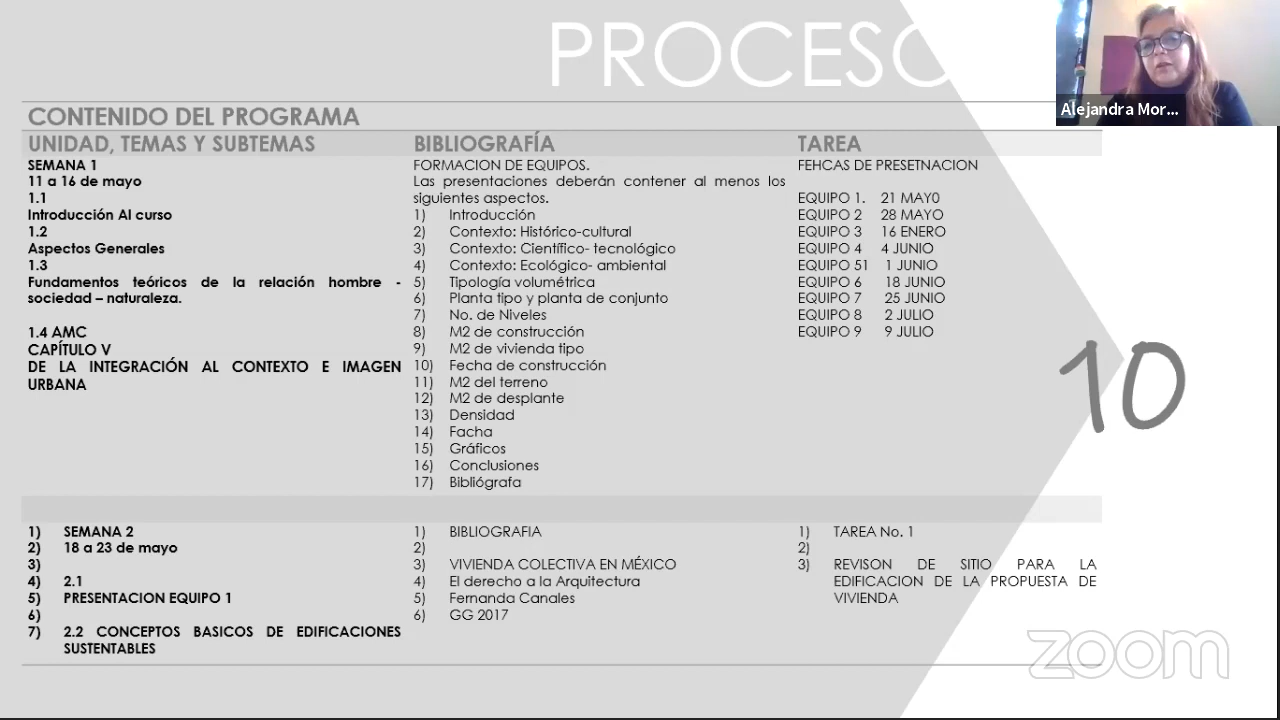 PROCESO
Alejandra Mor...
CONTENIDO DEL PROGRAMA
UNIDAD, TEMAS Y SUBTEMAS
BIBLIOGRAFÍA
TAREA
SEMANA 1
11 a 16 de mayo
1.1
Introducción Al curso
1.2
Aspectos Generales
1.3
Fundamentos teóricos de la relación hombre -
sociedad – naturaleza.
1.4 AMC
CAPÍTULO V
DE LA INTEGRACIÓN AL CONTEXTO E IMAGEN
URBANA
FORMACION DE EQUIPOS.
Las presentaciones deberán contener al menos los
siguientes aspectos.
1) Introducción
2) Contexto: Histórico-cultural
3) Contexto: Científico- tecnológico
4) Contexto: Ecológico- ambiental
5) Tipología volumétrica
6) Planta tipo y planta de conjunto
7) No. de Niveles
8) M2 de construcción
9) M2 de vivienda tipo
10) Fecha de construcción
11) M2 del terreno
12) M2 de desplante
13) Densidad
14) Facha
15) Gráficos
16) Conclusiones
17) Bibliógrafa
FEHCAS DE PRESETNACION
EQUIPO 1. 21 MAY0
EQUIPO 2 28 MAYO
EQUIPO 3 16 ENERO
EQUIPO 4 4 JUNIO
EQUIPO 51 1 JUNIO
EQUIPO 6 18 JUNIO
EQUIPO 7 25 JUNIO
EQUIPO 8 2 JULIO
EQUIPO 9 9 JULIO
10
1) SEMANA 2
2) 18 a 23 de mayo
3)
4) 2.1
5) PRESENTACION EQUIPO 1
6)
7) 2.2 CONCEPTOS BASICOS DE EDIFICACIONES
SUSTENTABLES
1) BIBLIOGRAFIA
2)
3) VIVIENDA COLECTIVA EN MÉXICO
4) El derecho a la Arquitectura
5) Fernanda Canales
6) GG 2017
1) TAREA No. 1
2)
3) REVISON DE SITIO PARA LA
EDIFICACION DE LA PROPUESTA DE
VIVIENDA
zoom